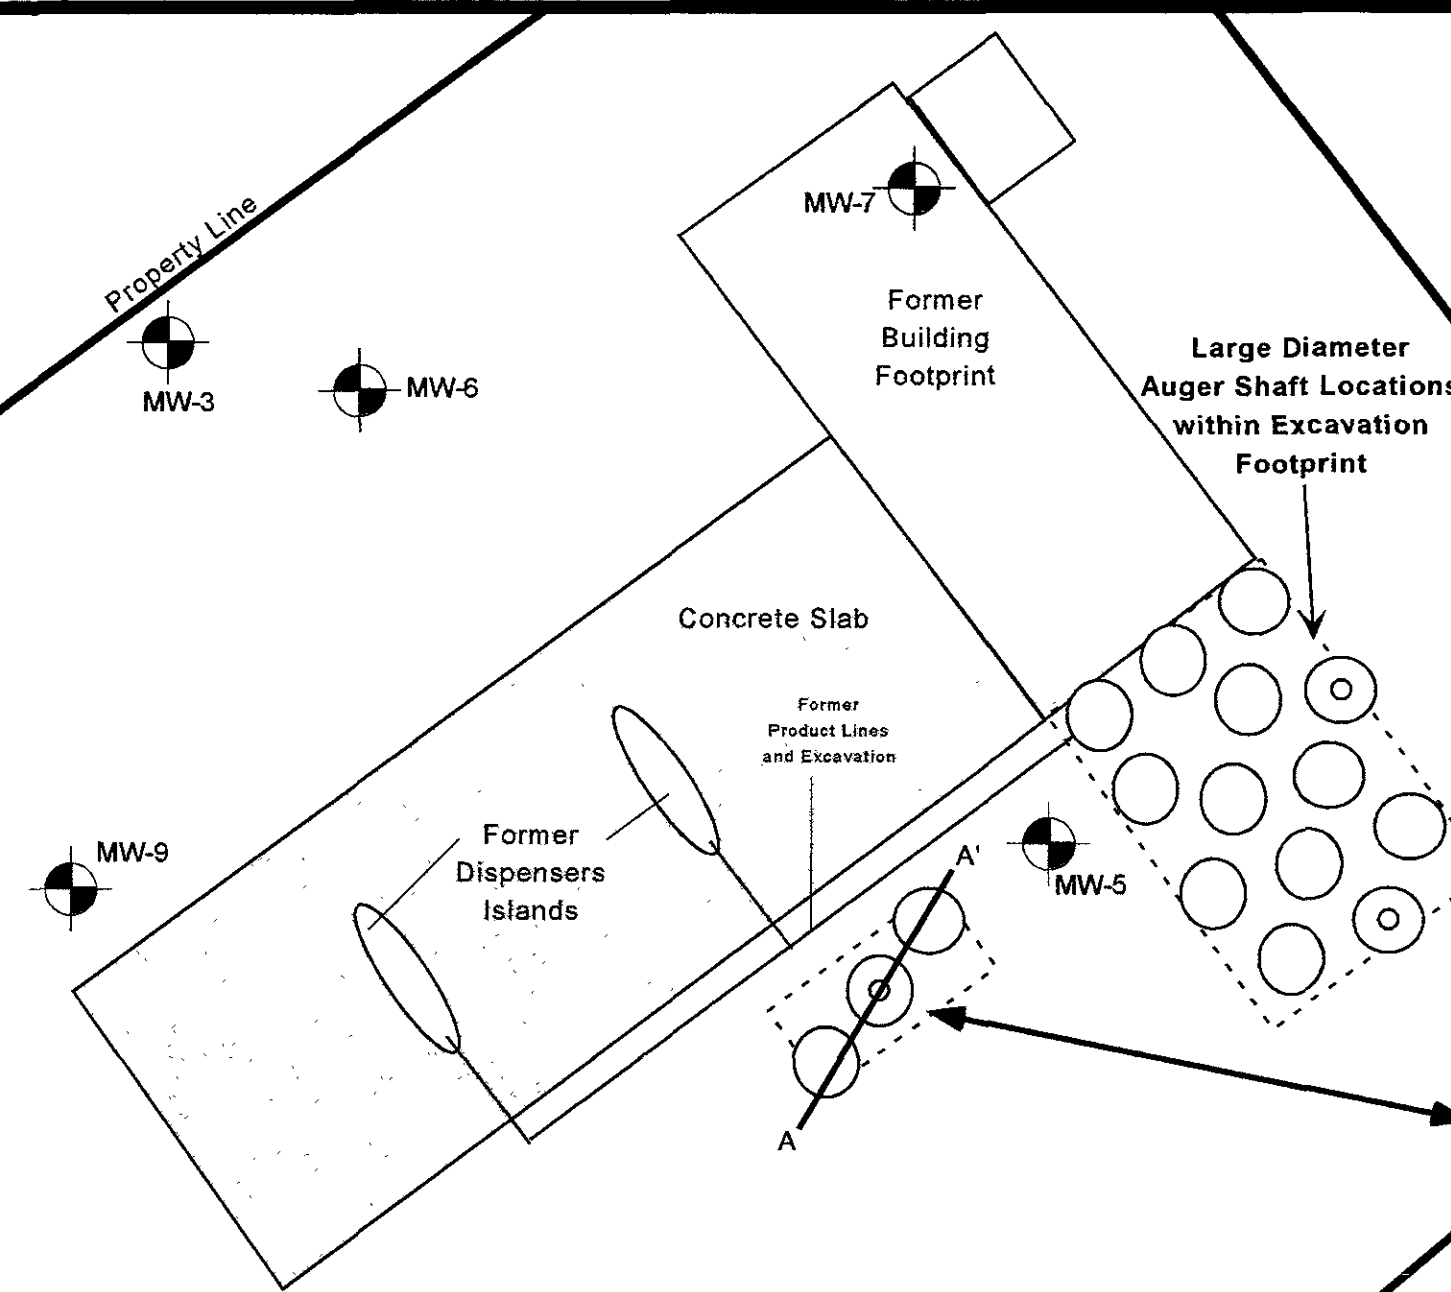 Property Line
MW-7
MW-3
MW-6
Former
Building
Footprint
Large Diameter
Auger Shaft Locations
within Excavation
Footprint
Concrete Slab
Former
Product Lines
and Excavation
Former
Dispensers
Islands
MW-9
MW-5
A'
A